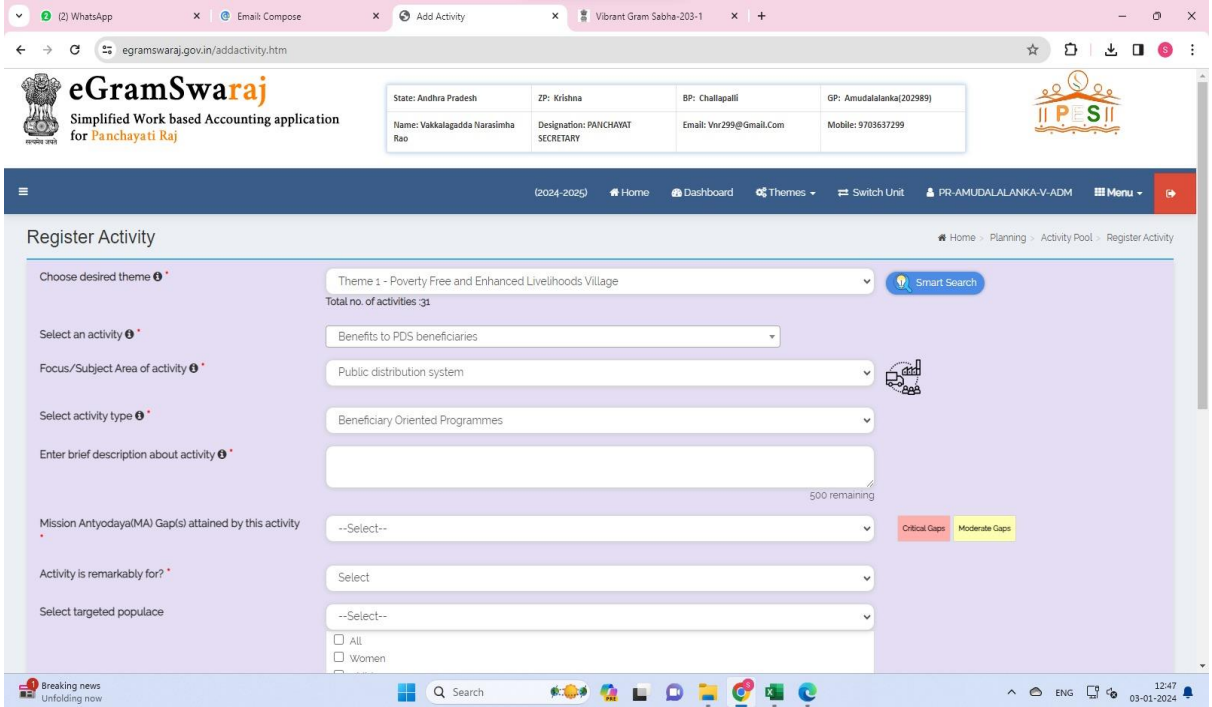 2 (2) WhatsApp
@ Email: Compose
Add Activity
Vibrant Gram Sabha-203-1
egramswaraj.gov.in/addactivity.htm
S
eGramSwaraj
Simplified Work based Accounting application
for Panchayati Raj
सत्यमेव जयते
State: Andhra Pradesh
ZP: Krishna
BP: Challapalli
GP: Amudalalanka(202989)
Name: Vakkalagadda Narasimha
Rao
Designation: PANCHAYAT
SECRETARY
Email: Vnr299@Gmail.Com
Mobile: 9703637299
PES
(2024-2025) Home Dashboard Themes Switch Unit PR-AMUDALALANKA-V-ADM Menu
Register Activity
Home > Planning > Activity Pool > Register Activity
Choose desired theme *
Theme 1 - Poverty Free and Enhanced Livelihoods Village
Smart Search
Total no. of activities :31
Select an activity *
Benefits to PDS beneficiaries
Focus/Subject Area of activity *
Public distribution system
Select activity type *
Beneficiary Oriented Programmes
Enter brief description about activity *
500 remaining
Mission Antyodaya(MA) Gap(s) attained by this activity
*
--Select--
Critical Gaps
Moderate Gaps
Activity is remarkably for? *
Select
Select targeted populace
--Select--
All
Women
1
Breaking news
Unfolding now
Search
PRE
S
ENG
12:47
03-01-2024